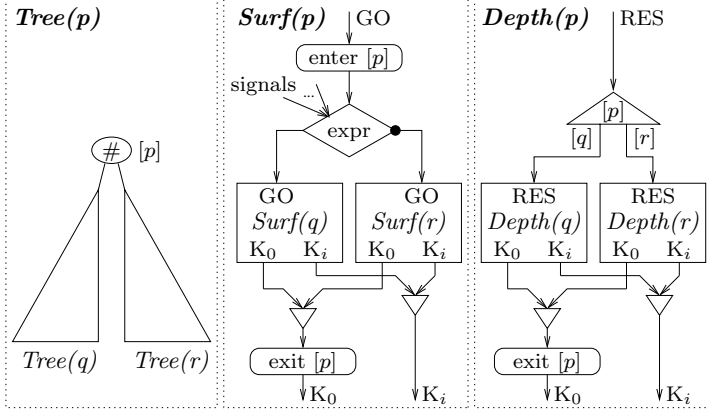 Tree(p)
# [p]
Tree(q) Tree(r)
Surf(p)
GO
enter [p]
signals ...
expr
GO GO
Surf(q) Surf(r)
K0 Ki K0 Ki
exit [p]
K0 Ki
Depth(p)
RES
[p]
[q] [r]
RES RES
Depth(q) Depth(r)
K0 Ki K0 Ki
exit [p]
K0 Ki